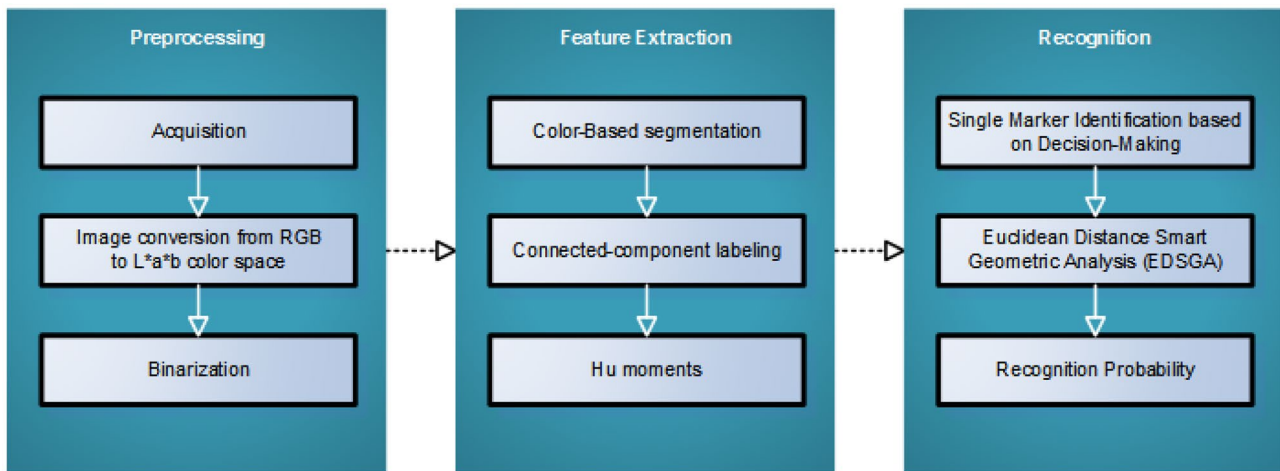 Preprocessing
Acquisition
Image conversion from RGB
to L*a*b color space
Binarization
Feature Extraction
Color-Based segmentation
Connected-component labeling
Hu moments
Recognition
Single Marker Identification based
on Decision-Making
Euclidean Distance Smart
Geometric Analysis (EDSGA)
Recognition Probability